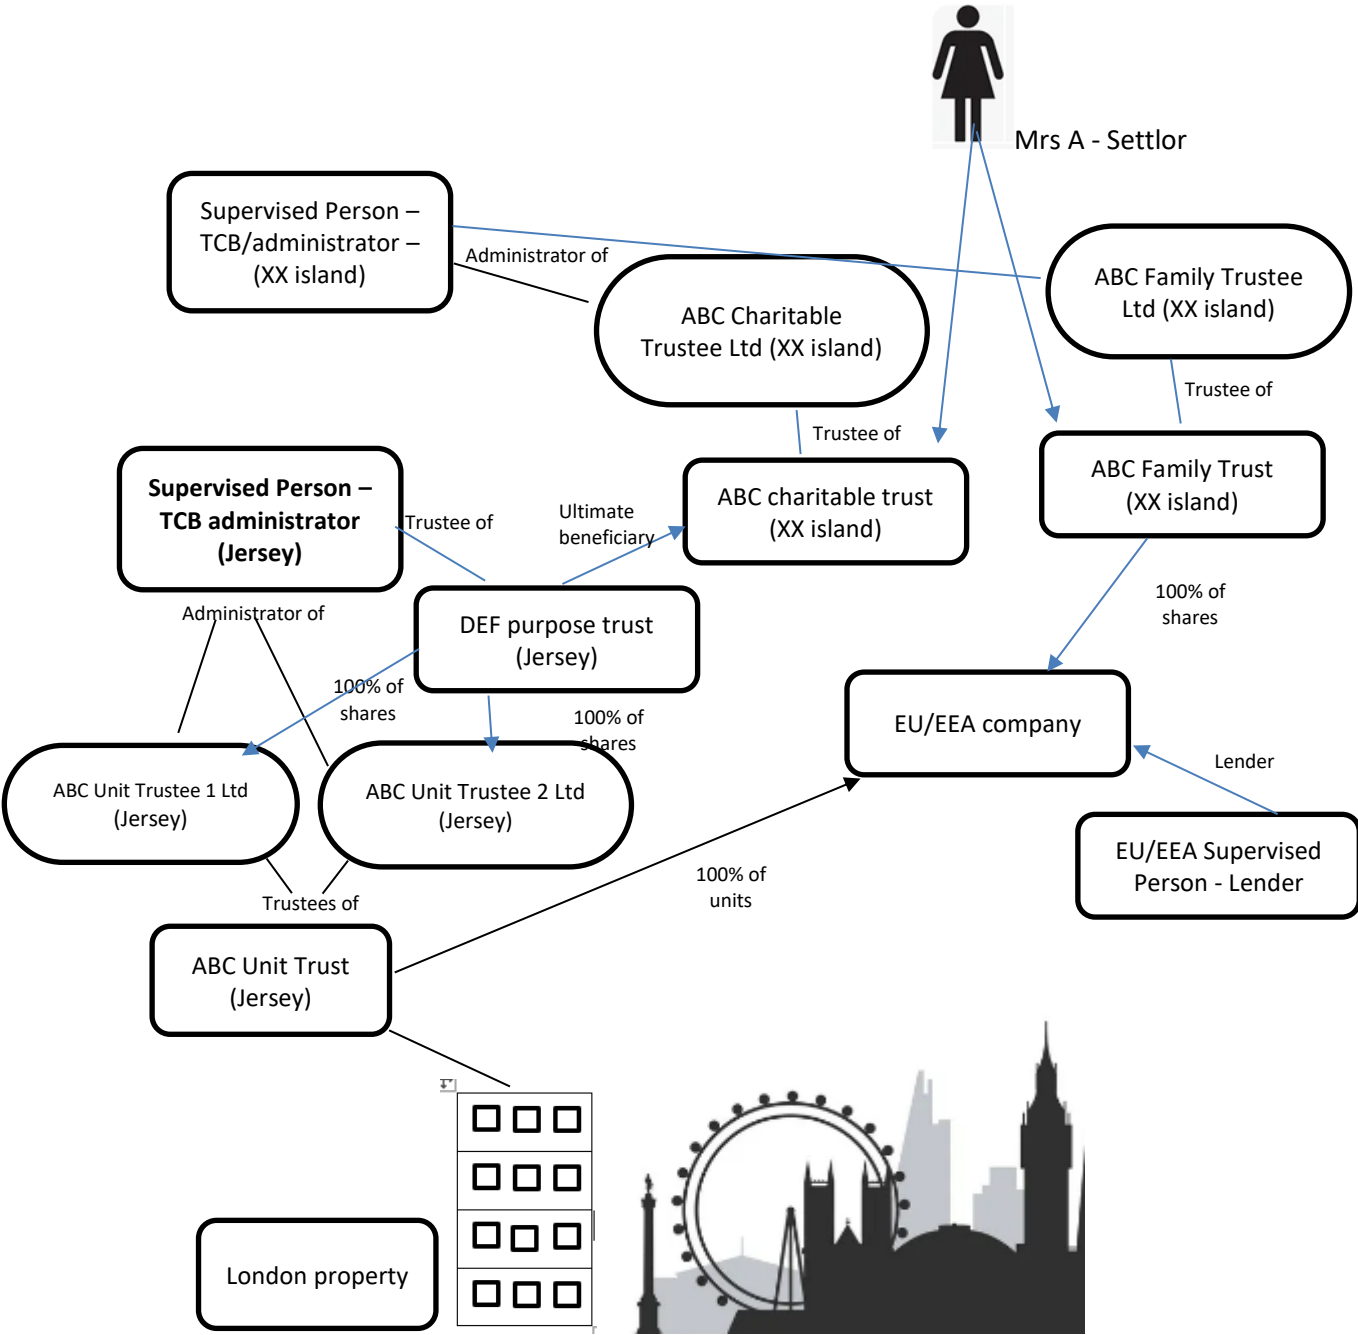 Mrs A - Settlor
Supervised Person –
TCB/administrator –
(XX island)
Administrator of
ABC Family Trustee
Ltd (XX island)
ABC Charitable
Trustee Ltd (XX island)
Trustee of
Trustee of
ABC Family Trust
(XX island)
ABC charitable trust
(XX island)
Supervised Person –
TCB administrator
(Jersey)
Trustee of
Ultimate
beneficiary
100% of
shares
Administrator of
DEF purpose trust
(Jersey)
100% of
shares
100% of
shares
EU/EEA company
Lender
ABC Unit Trustee 1 Ltd
(Jersey)
ABC Unit Trustee 2 Ltd
(Jersey)
EU/EEA Supervised
Person - Lender
100% of
units
Trustees of
ABC Unit Trust
(Jersey)
London property